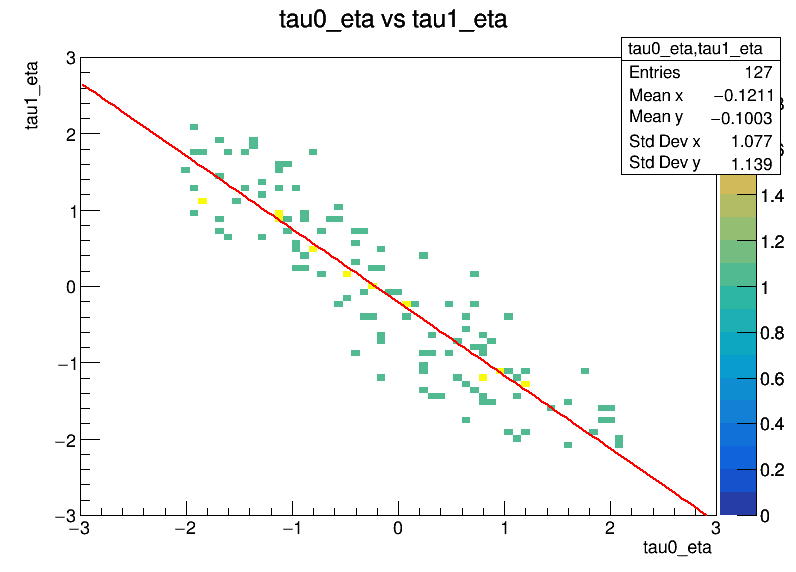 tau0_eta vs tau1_eta
tau1_eta
3
2
1
0
−1
−2
−3
−3
−2
−1
0
1
2
3
tau0_eta
tau0_eta,tau1_eta
Entries 127
Mean x −0.1211
Mean y −0.1003
Std Dev x 1.077
Std Dev y 1.139
1.4
1.2
1
0.8
0.6
0.4
0.2
0